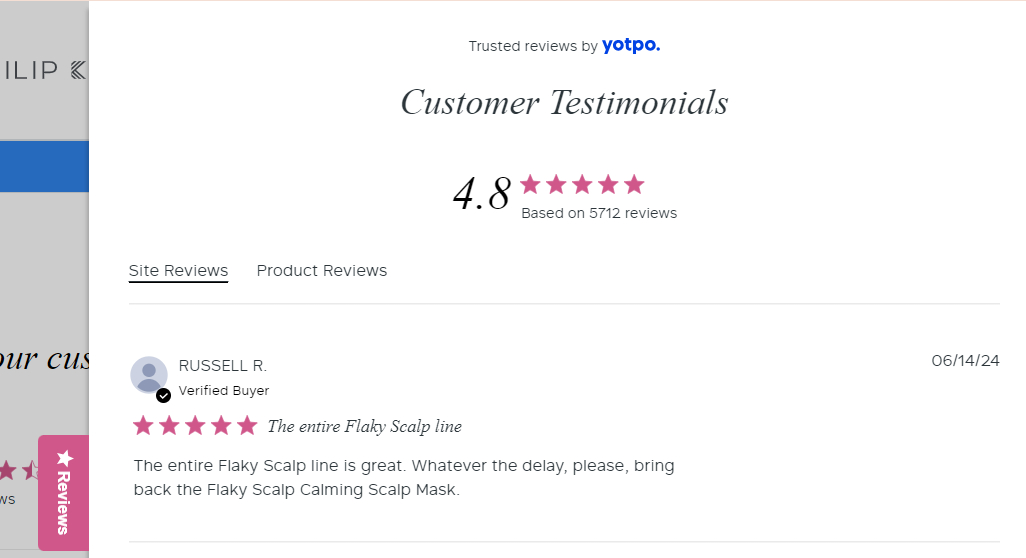 Trusted reviews by yotpo.
Customer Testimonials
4.8
Based on 5712 reviews
Site Reviews Product Reviews
ILIP K
RUSSELL R.
06/14/24
Verified Buyer
The entire Flaky Scalp line
The entire Flaky Scalp line is great. Whatever the delay, please, bring
back the Flaky Scalp Calming Scalp Mask.
our cus
ws
Reviews